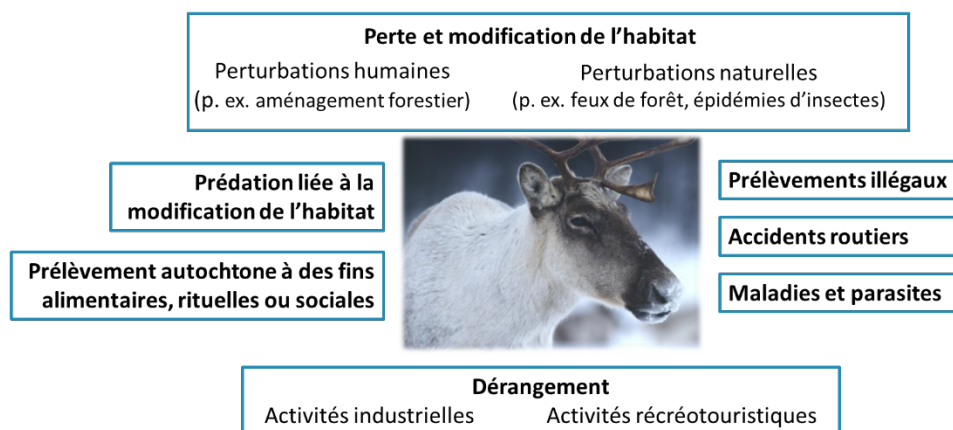 Perte et modification de l’habitat
Perturbations humaines
(p. ex. aménagement forestier)
Perturbations naturelles
(p. ex. feux de forêt, épidémies d’insectes)
Prédation liée à la
modification de l’habitat
Prélèvement autochtone à des fins
alimentaires, rituelles ou sociales
Prélèvements illégaux
Accidents routiers
Maladies et parasites
Dérangement
Activités industrielles
Activités récréotouristiques